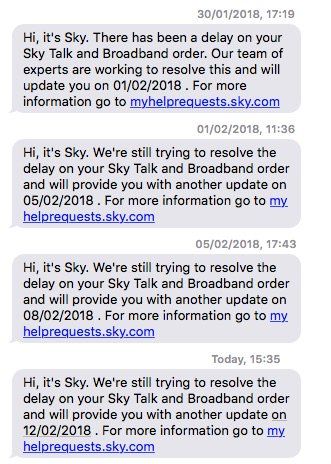 30/01/2018, 17:19
Hi, it's Sky. There has been a delay on your
Sky Talk and Broadband order. Our team of
experts are working to resolve this and will
update you on 01/02/2018 . For more
information go to myhelprequests.sky.com
01/02/2018, 11:36
Hi, it's Sky. We're still trying to resolve the
delay on your Sky Talk and Broadband order
and will provide you with another update on
05/02/2018 . For more information go to my
helprequests.sky.com
05/02/2018, 17:43
Hi, it's Sky. We're still trying to resolve the
delay on your Sky Talk and Broadband order
and will provide you with another update on
08/02/2018 . For more information go to my
helprequests.sky.com
Today, 15:35
Hi, it's Sky. We're still trying to resolve the
delay on your Sky Talk and Broadband order
and will provide you with another update on
12/02/2018 . For more information go to my
helprequests.sky.com